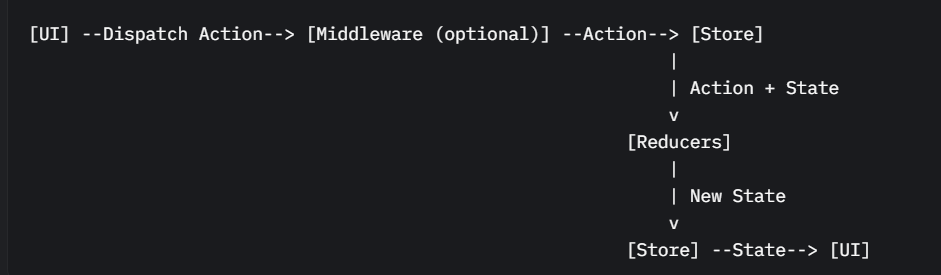 [UI] --Dispatch Action--> [Middleware (optional)] --Action--> [Store]
|
| Action + State
v
[Reducers]
|
| New State
v
[Store] --State--> [UI]